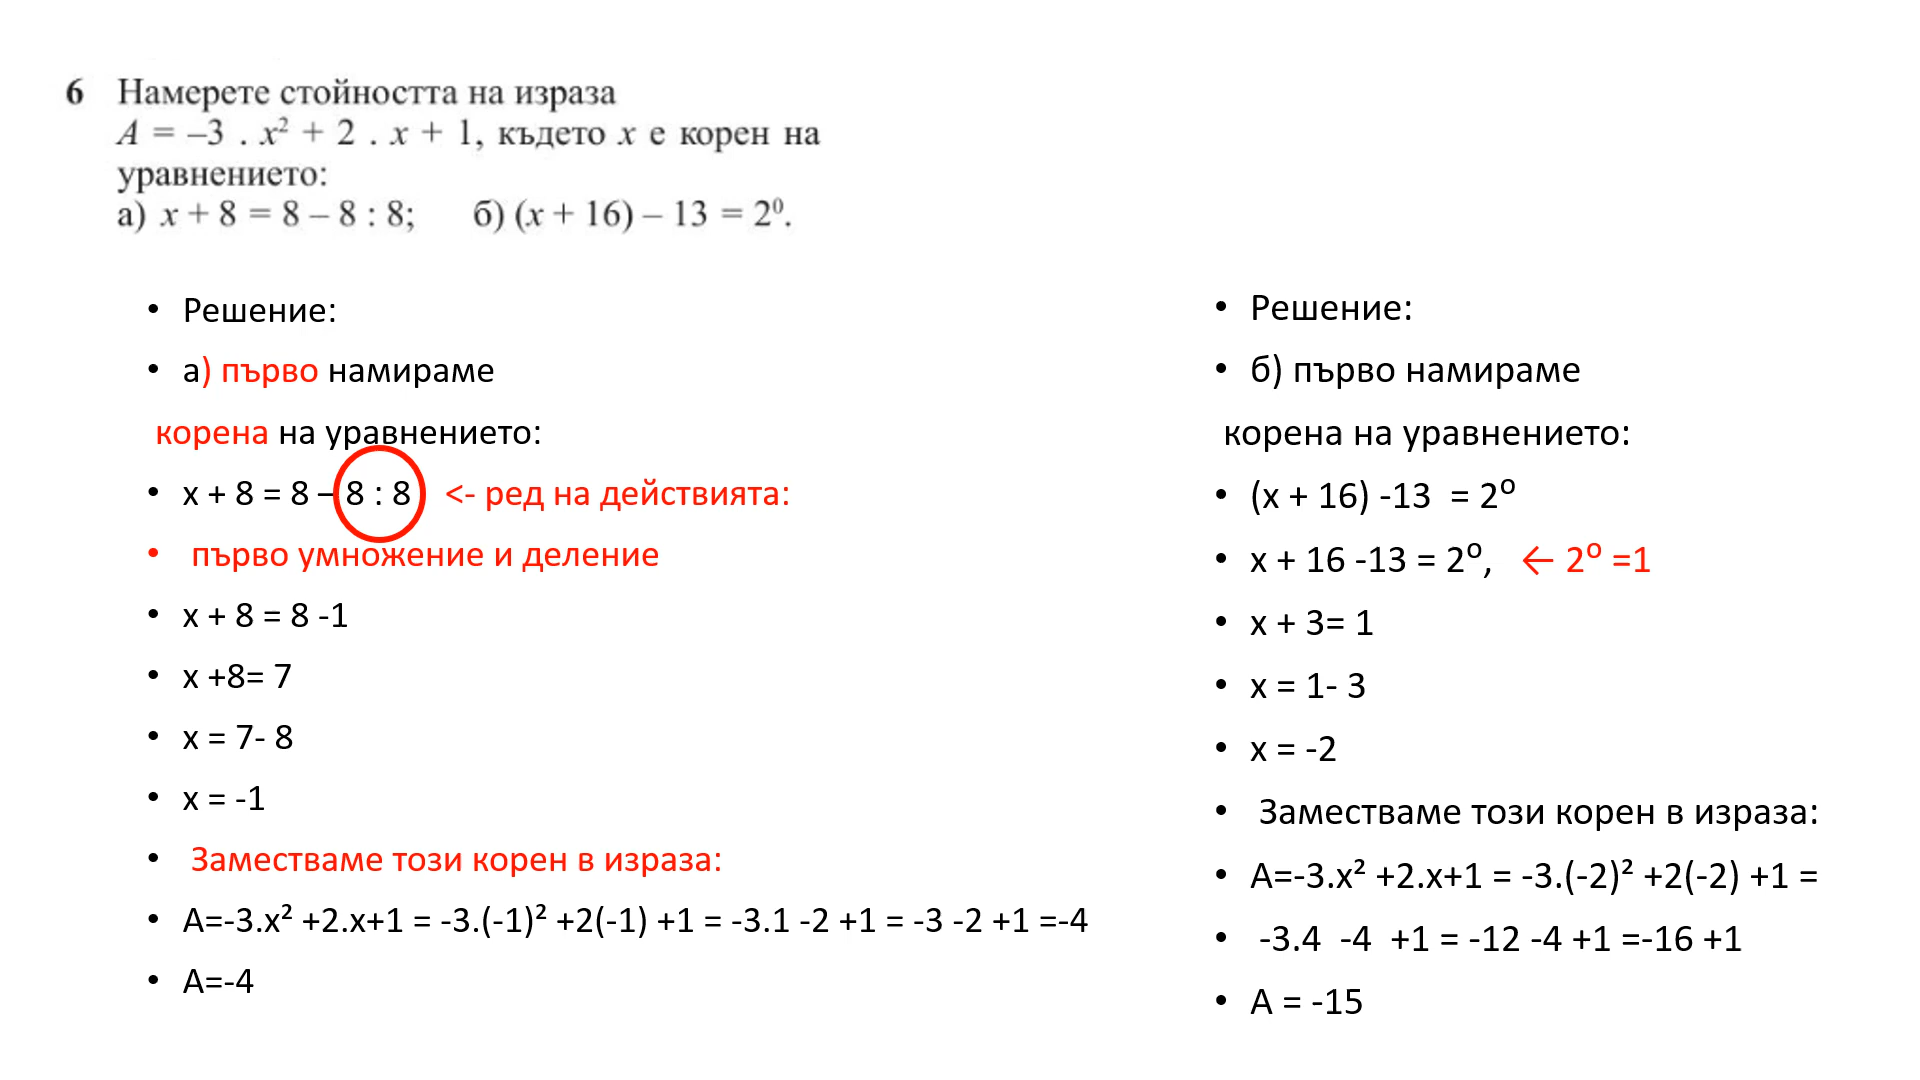 6 Намерете стойността на израза
A = –3 . x² + 2 . x + 1, където x е корен на
уравнението:
а) x + 8 = 8 – 8 : 8; б) (x + 16) – 13 = 2⁰.
• Решение:
• а) първо намираме
корена на уравнението:
• x + 8 = 8 – 8 : 8 <- ред на действията:
• първо умножение и деление
• x + 8 = 8 -1
• x +8= 7
• x = 7- 8
• x = -1
• Заместваме този корен в израза:
• A=-3.x² +2.x+1 = -3.(-1)² +2(-1) +1 = -3.1 -2 +1 = -3 -2 +1 =-4
• A=-4
• Решение:
• б) първо намираме
корена на уравнението:
• (x + 16) -13 = 2⁰
• x + 16 -13 = 2⁰, ← 2⁰ =1
• x + 3= 1
• x = 1- 3
• x = -2
• Заместваме този корен в израза:
• A=-3.x² +2.x+1 = -3.(-2)² +2(-2) +1 =
• -3.4 -4 +1 = -12 -4 +1 =-16 +1
• A = -15